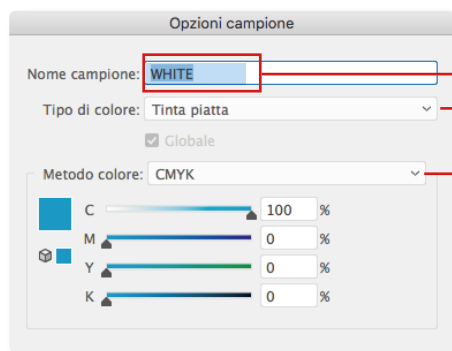 Opzioni campione
Nome campione: WHITE
Tipo di colore: Tinta piatta
Globale
Metodo colore: CMYK
C 100 %
M 0 %
Y 0 %
K 0 %